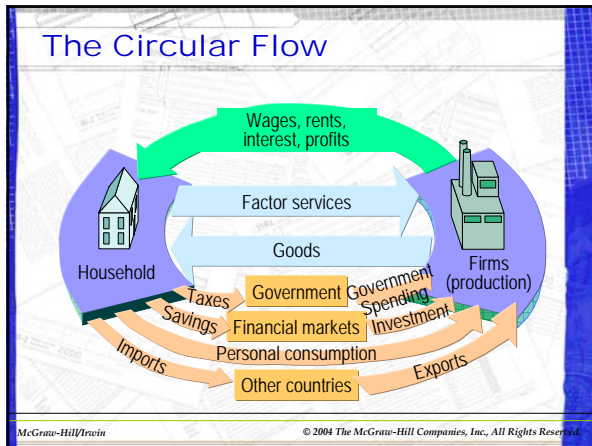 The Circular Flow
Wages, rents,
interest, profits
Factor services
Goods
Household
Firms
(production)
Taxes
Government
Government
Spending
Savings
Financial markets
Investment
Personal consumption
Imports
Other countries
Exports
McGraw-Hill/Irwin
© 2004 The McGraw-Hill Companies, Inc., All Rights Reserved.